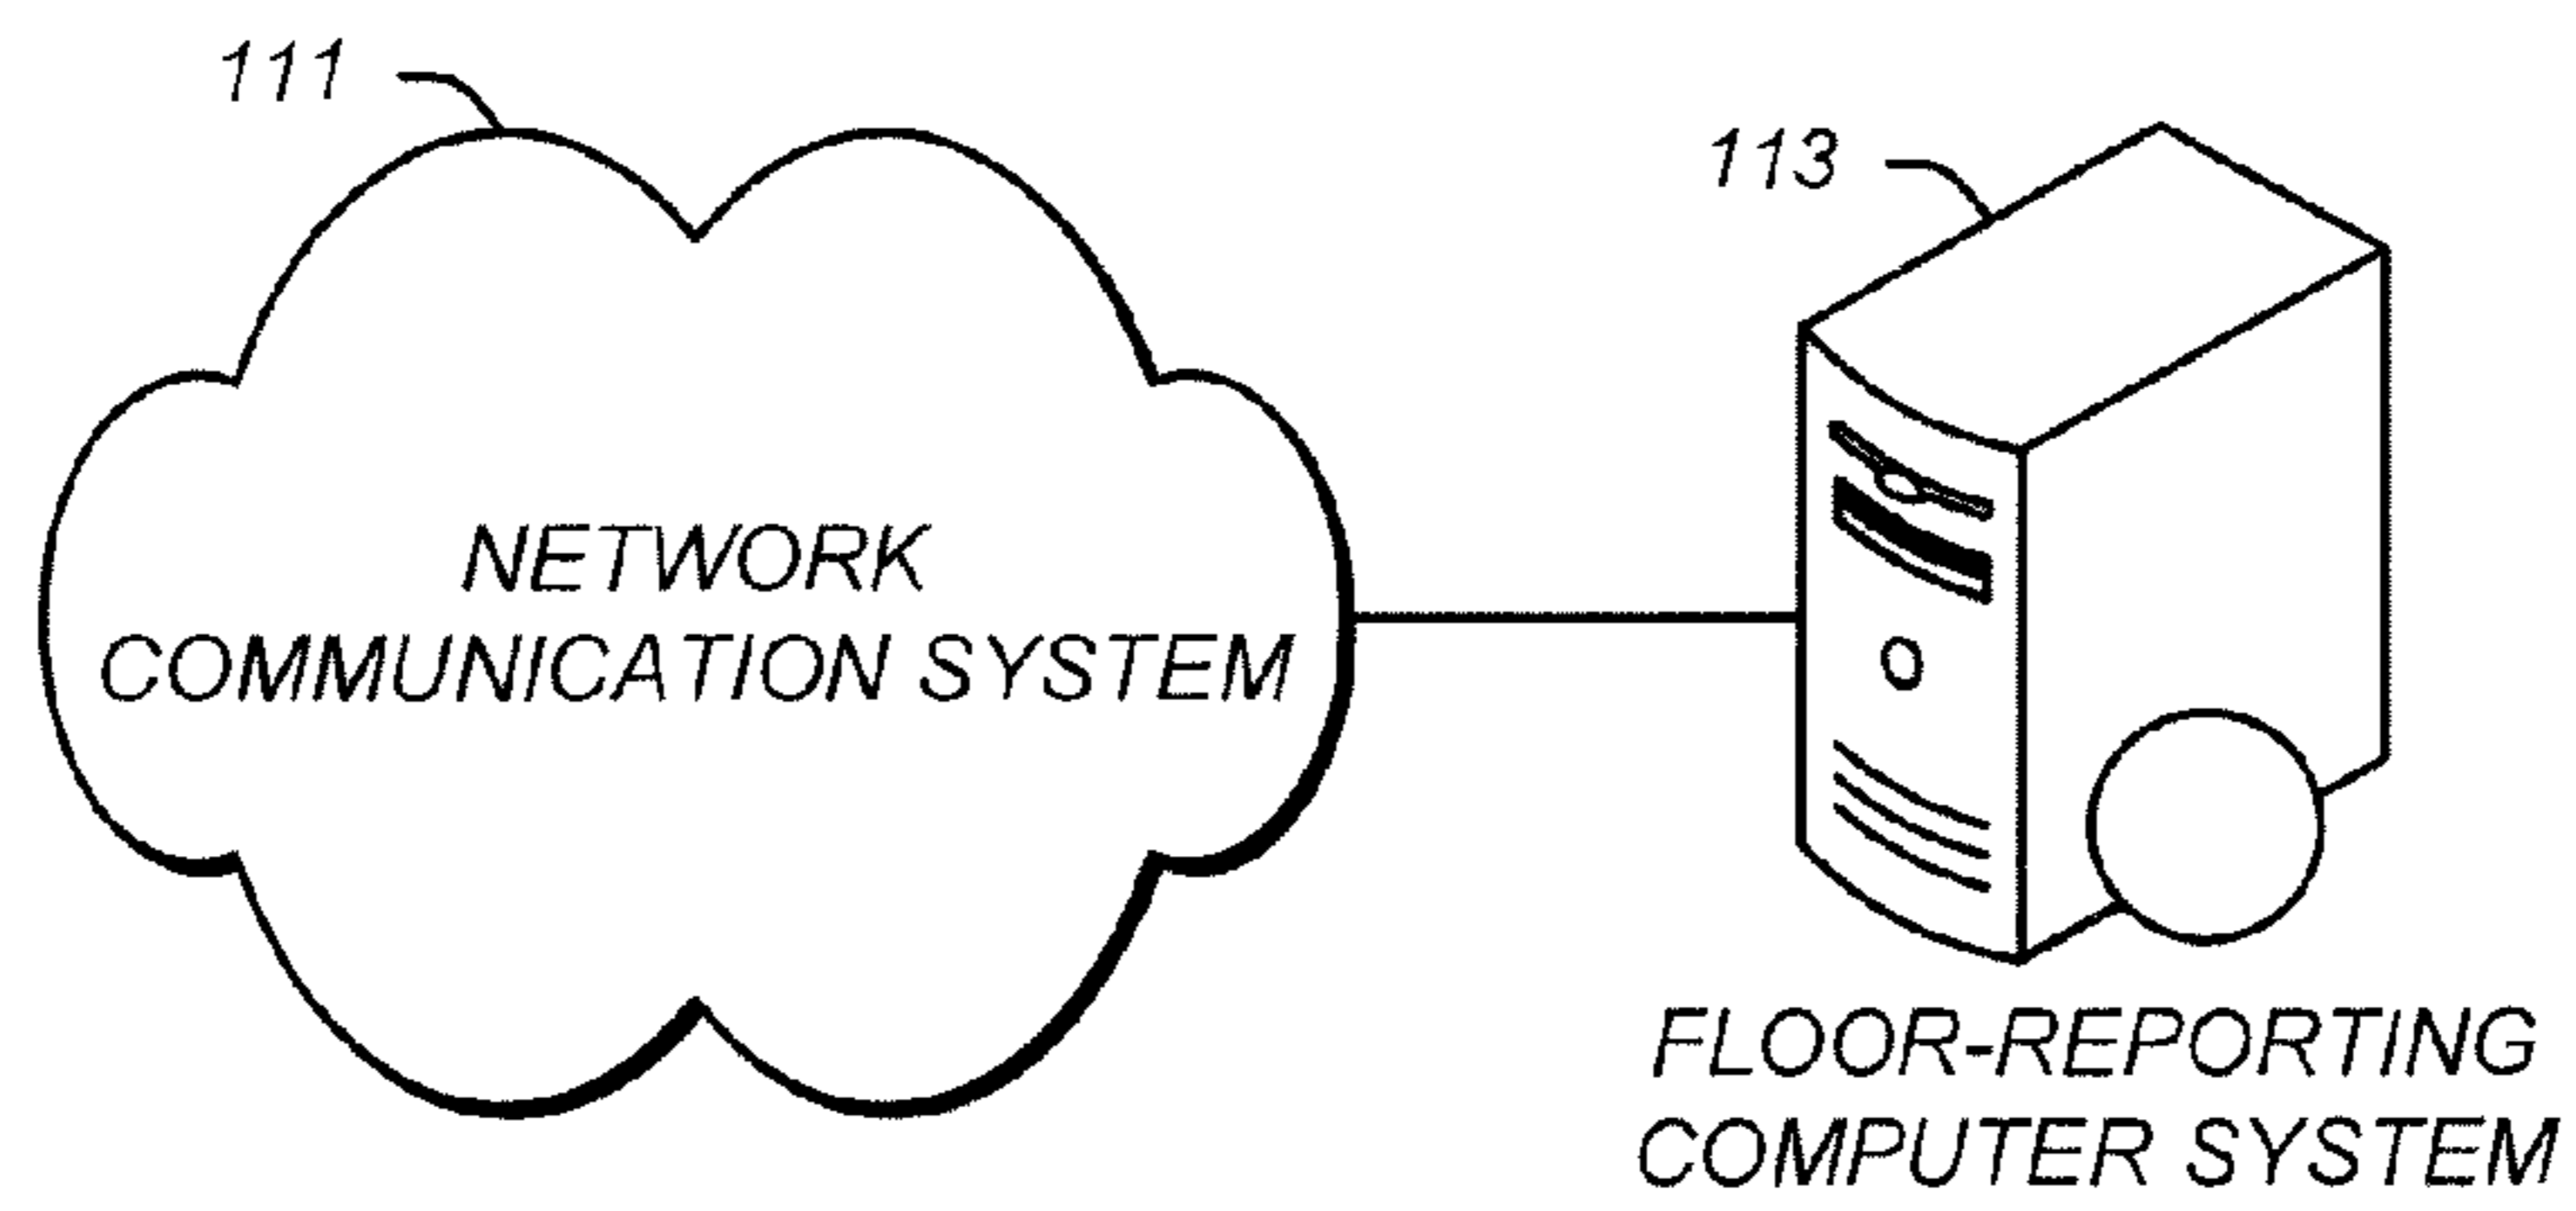 111
113
NETWORK
COMMUNICATION SYSTEM
FLOOR-REPORTING
COMPUTER SYSTEM